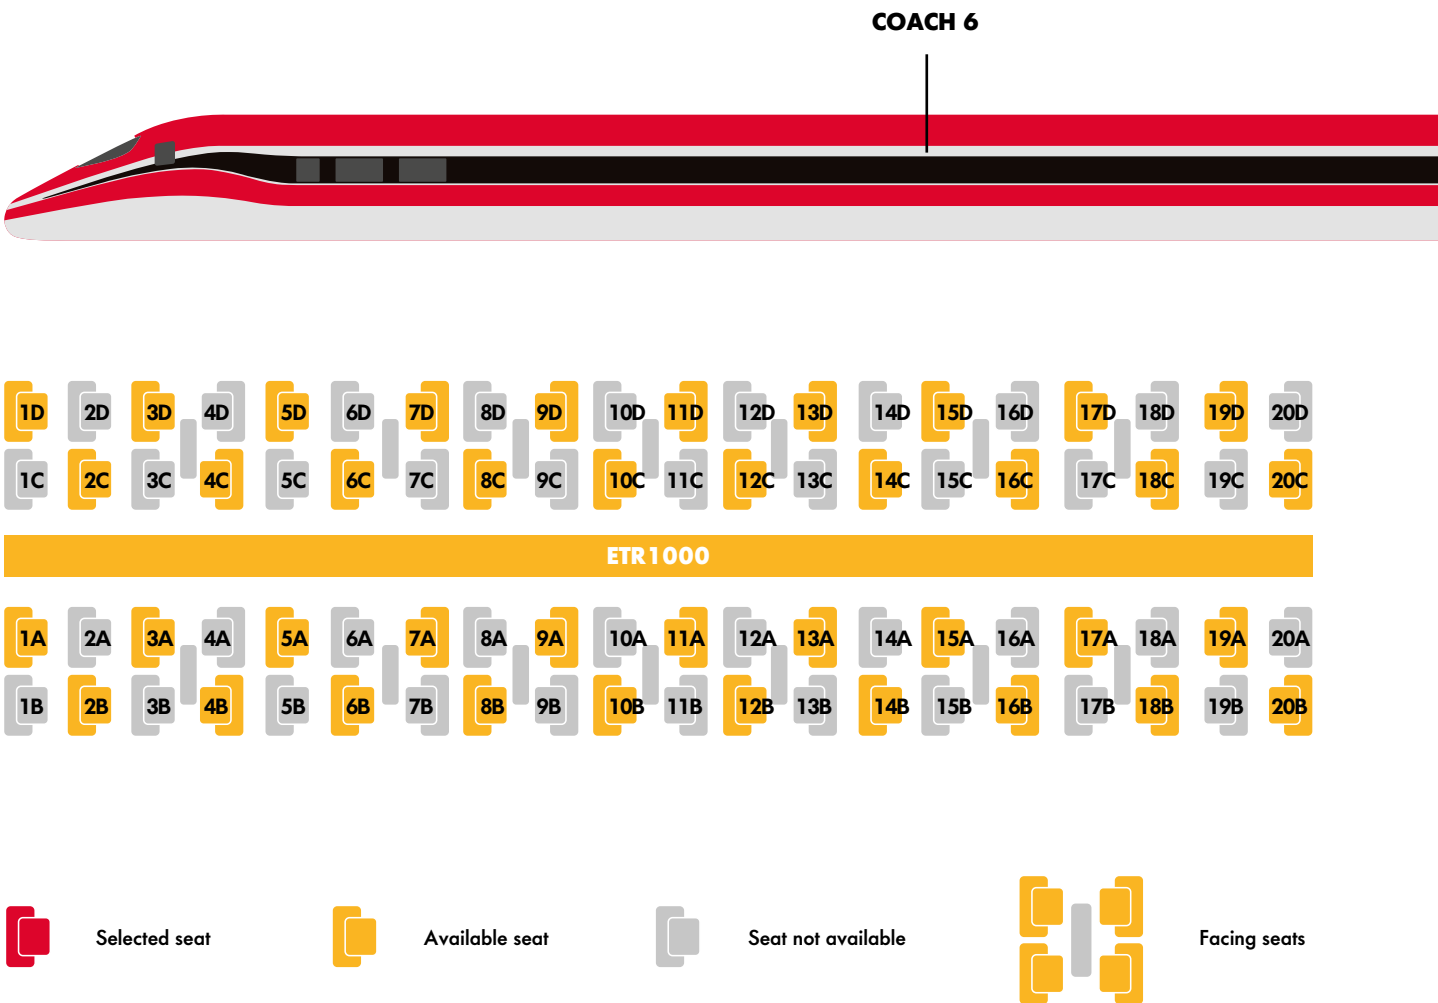 COACH 6
1D 2D 3D 4D 5D 6D 7D 8D 9D 10D 11D 12D 13D 14D 15D 16D 17D 18D 19D 20D
1C 2C 3C 4C 5C 6C 7C 8C 9C 10C 11C 12C 13C 14C 15C 16C 17C 18C 19C 20C
ETR1000
1A 2A 3A 4A 5A 6A 7A 8A 9A 10A 11A 12A 13A 14A 15A 16A 17A 18A 19A 20A
1B 2B 3B 4B 5B 6B 7B 8B 9B 10B 11B 12B 13B 14B 15B 16B 17B 18B 19B 20B
Selected seat Available seat Seat not available Facing seats